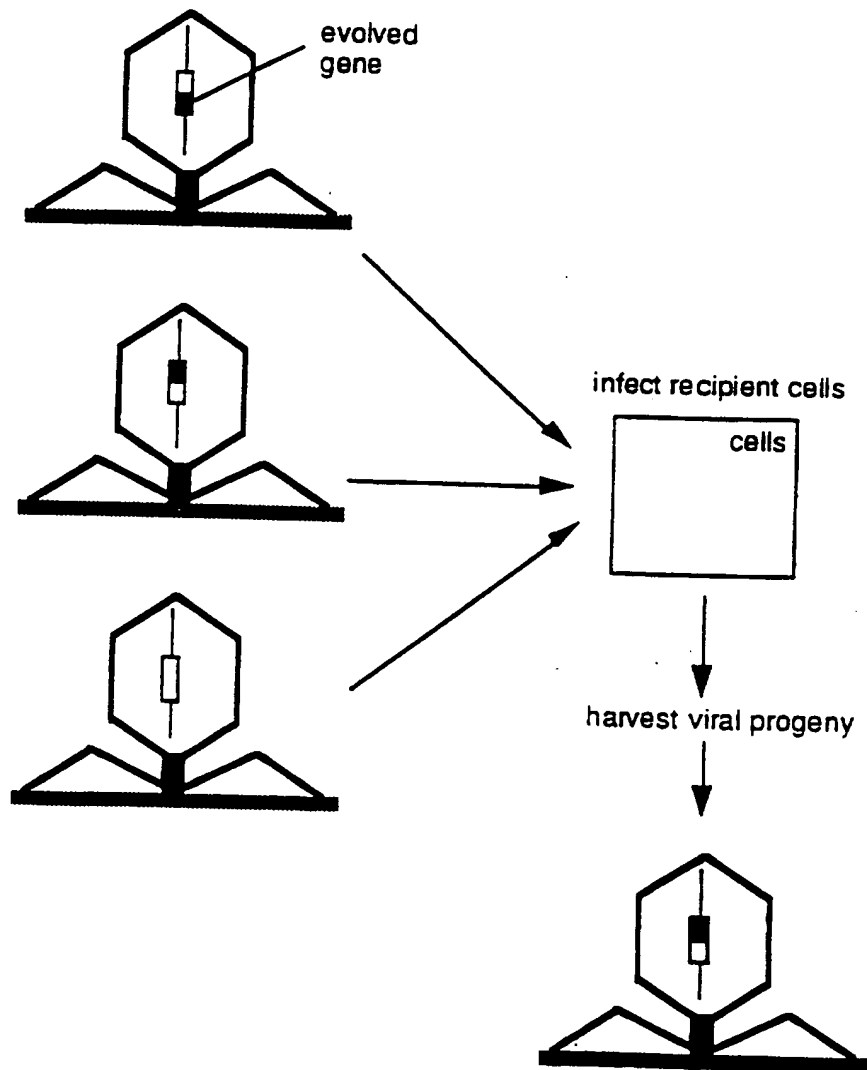 evolved
gene
infect recipient cells
cells
harvest viral progeny